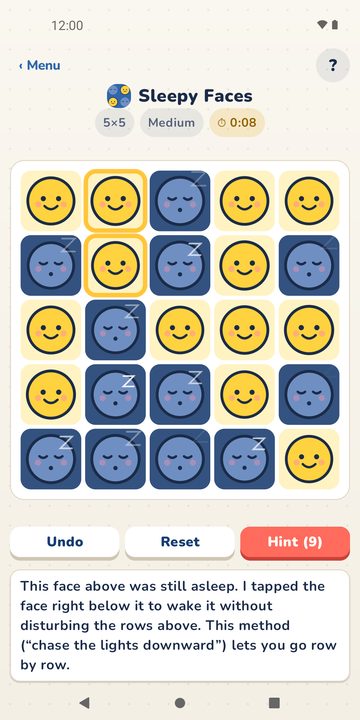 12:00
‹ Menu
?
Sleepy Faces
5×5
Medium
⏱ 0:08
Z
Z
Z
Z
Z
Z
Z
Z
Z
Undo
Reset
Hint (9)
This face above was still asleep. I tapped the
face right below it to wake it without
disturbing the rows above. This method
(“chase the lights downward”) lets you go row
by row.